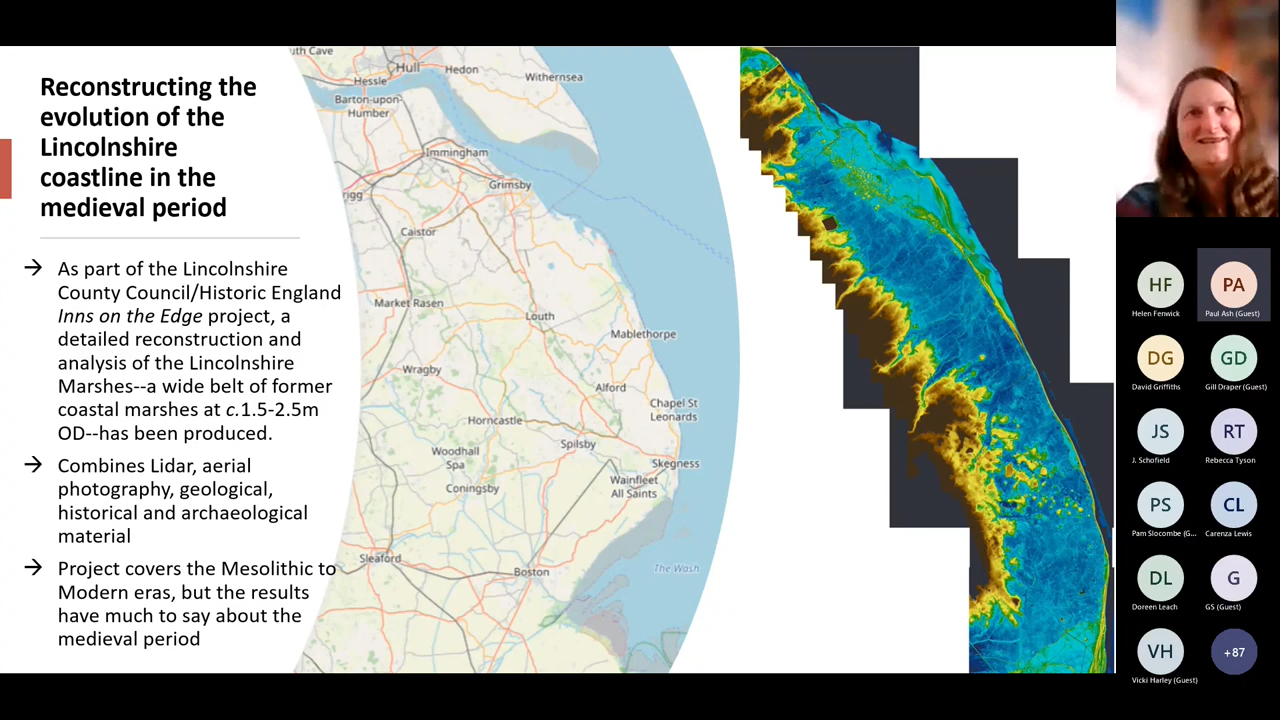 Reconstructing the
evolution of the
Lincolnshire
coastline in the
medieval period
→ As part of the Lincolnshire
County Council/Historic England
Inns on the Edge project, a
detailed reconstruction and
analysis of the Lincolnshire
Marshes--a wide belt of former
coastal marshes at c.1.5-2.5m
OD--has been produced.
→ Combines Lidar, aerial
photography, geological,
historical and archaeological
material
→ Project covers the Mesolithic to
Modern eras, but the results
have much to say about the
medieval period
uth Cave
Hull
Hedon
Hessle
Withernsea
Barton-upon-
Humber
Immingham
Grimsby
rigg
Caistor
Market Rasen
Louth
Mablethorpe
Wragby
Alford
Chapel St
Leonards
Horncastle
Spilsby
Woodhall
Spa
Skegness
Coningsby
Wainfleet
All Saints
Sleaford
Boston
The Wash
HF
PA
Helen Fenwick
Paul Ash (Guest)
DG
GD
David Griffiths
Gill Draper (Guest)
JS
RT
J. Schofield
Rebecca Tyson
PS
CL
Pam Slocombe (G...
Carenza Lewis
DL
G
Doreen Leach
GS (Guest)
VH
+87
Vicki Harley (Guest)